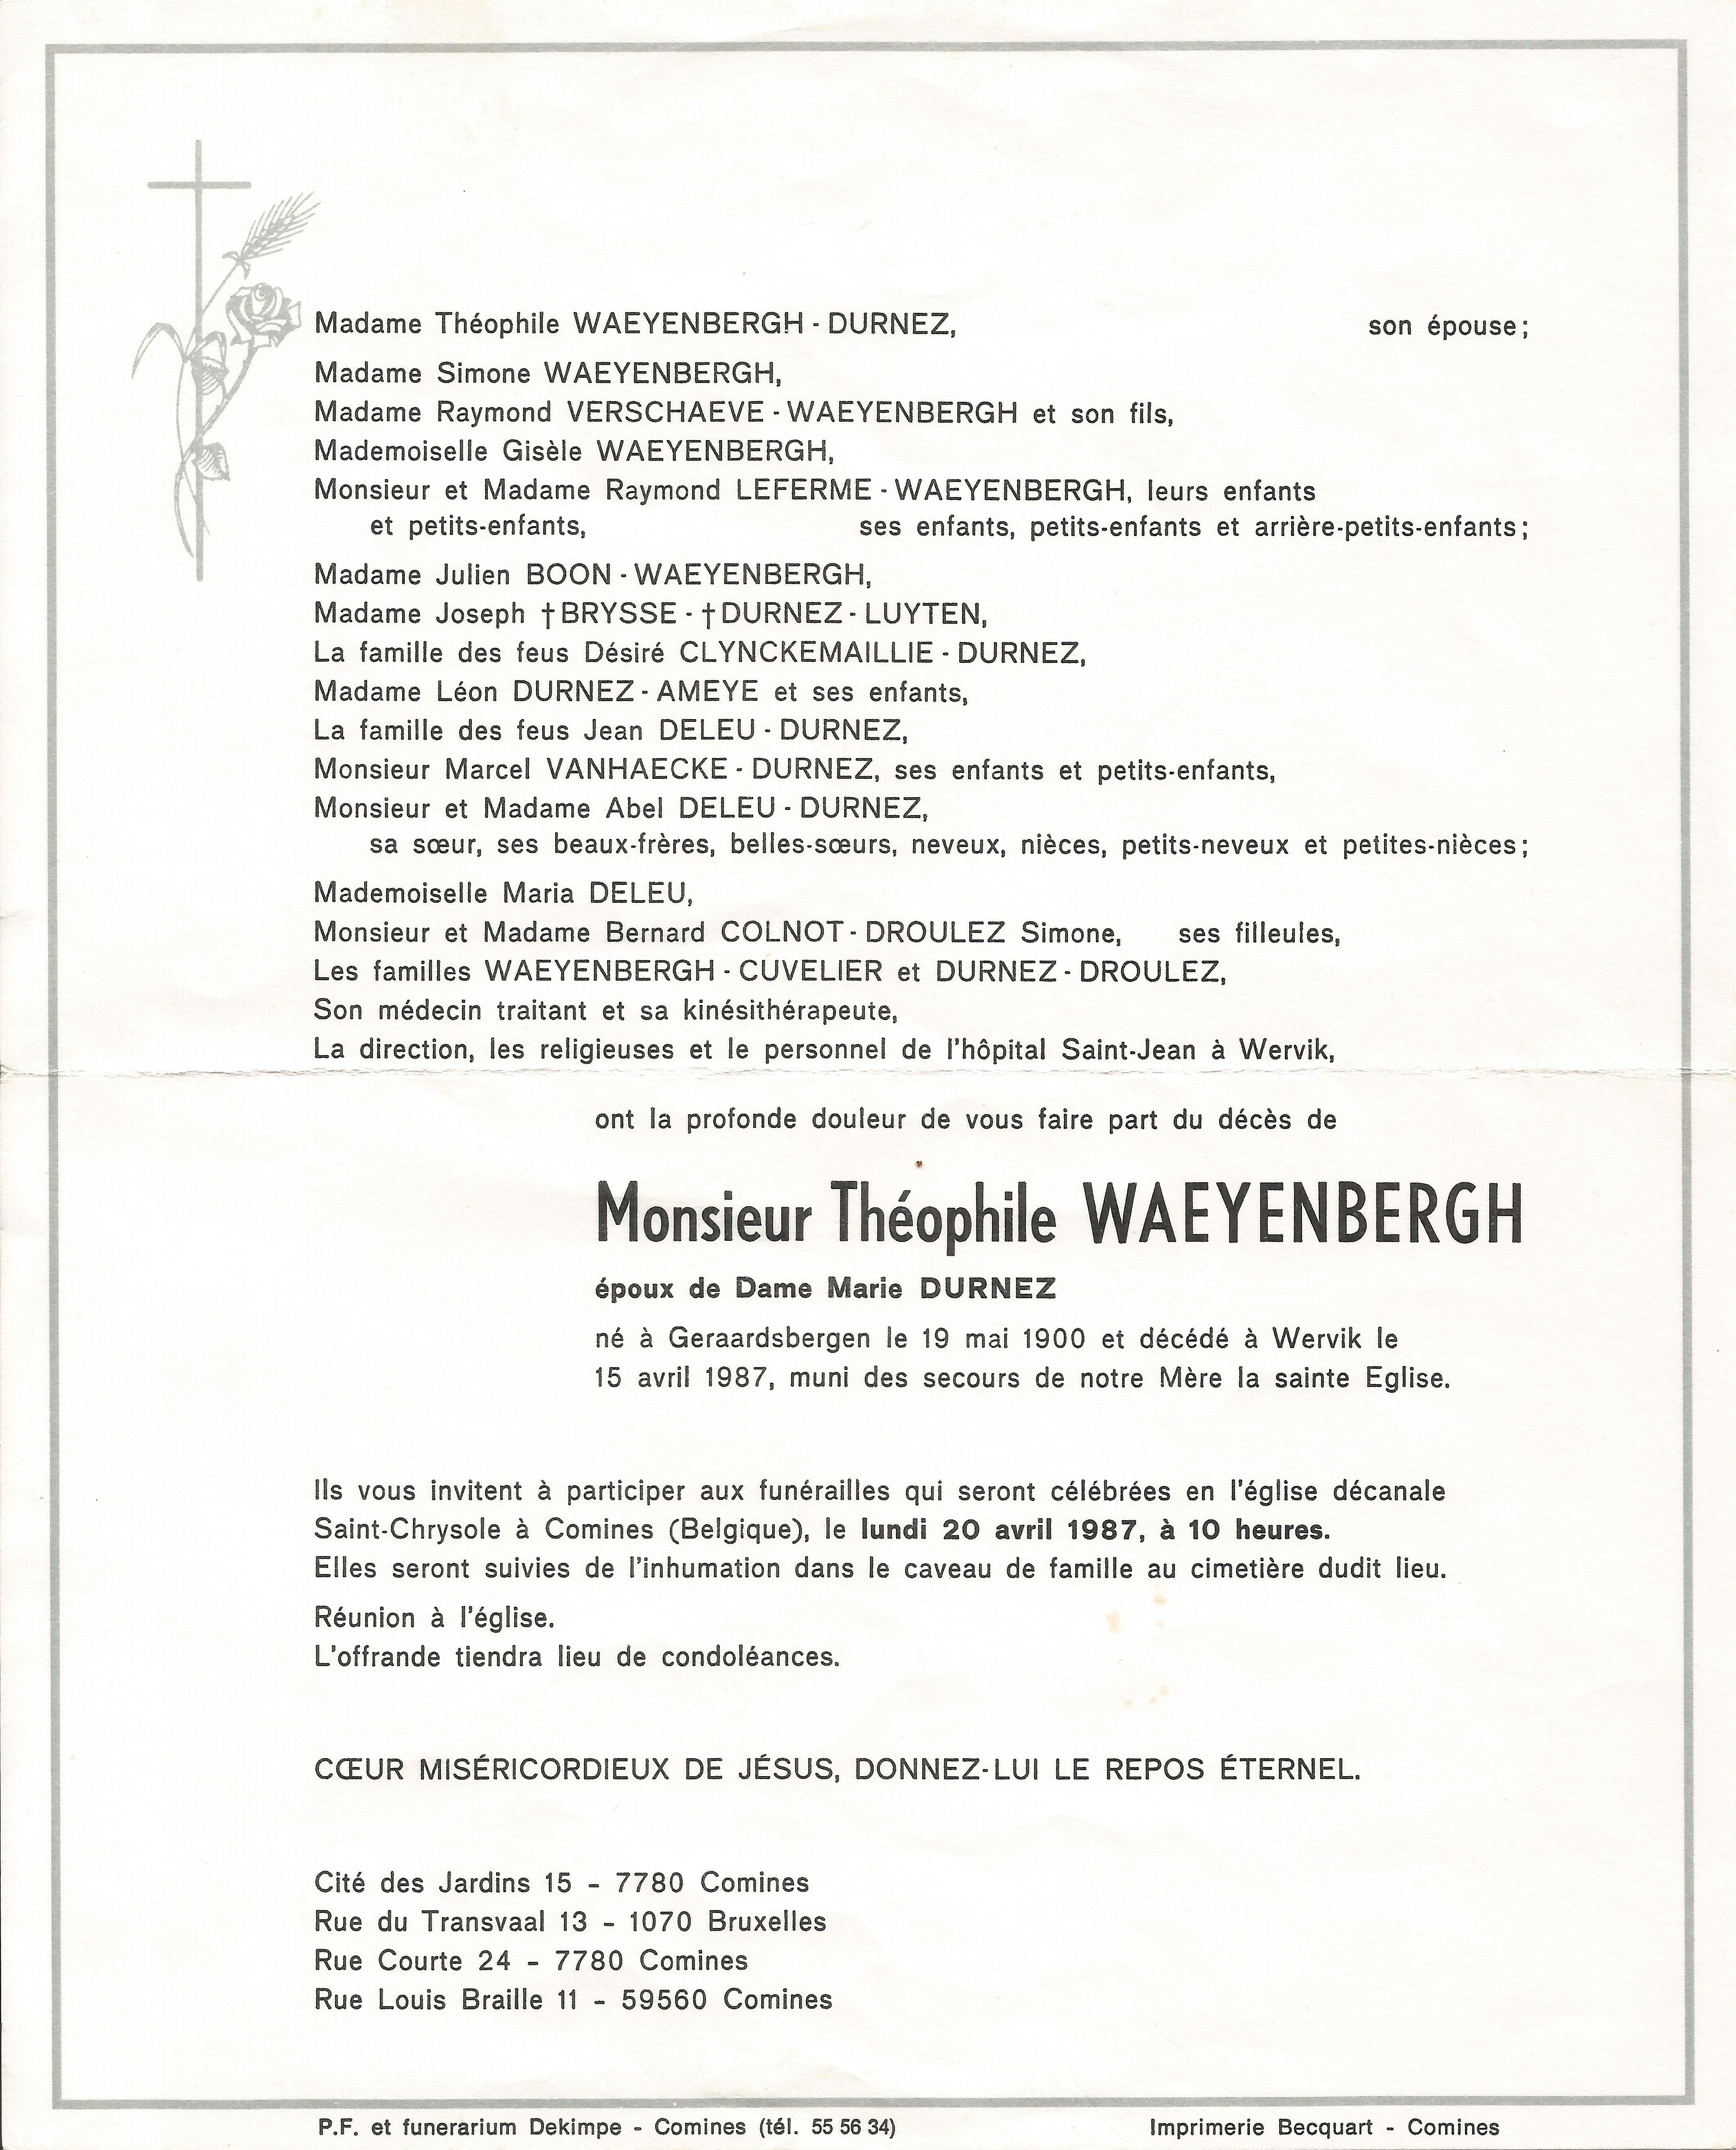 Madame Théophile WAEYENBERGH - DURNEZ, son épouse;
Madame Simone WAEYENBERGH,
Madame Raymond VERSCHAEVE - WAEYENBERGH et son fils,
Mademoiselle Gisèle WAEYENBERGH,
Monsieur et Madame Raymond LEFERME - WAEYENBERGH, leurs enfants
et petits-enfants, ses enfants, petits-enfants et arrière-petits-enfants;
Madame Julien BOON - WAEYENBERGH,
Madame Joseph †BRYSSE - †DURNEZ - LUYTEN,
La famille des feus Désiré CLYNCKEMAILLIE - DURNEZ,
Madame Léon DURNEZ - AMEYE et ses enfants,
La famille des feus Jean DELEU - DURNEZ,
Monsieur Marcel VANHAECKE - DURNEZ, ses enfants et petits-enfants,
Monsieur et Madame Abel DELEU - DURNEZ,
sa sœur, ses beaux-frères, belles-sœurs, neveux, nièces, petits-neveux et petites-nièces;
Mademoiselle Maria DELEU,
Monsieur et Madame Bernard COLNOT - DROULEZ Simone, ses filleules,
Les familles WAEYENBERGH - CUVELIER et DURNEZ - DROULEZ,
Son médecin traitant et sa kinésithérapeute,
La direction, les religieuses et le personnel de l'hôpital Saint-Jean à Wervik,
ont la profonde douleur de vous faire part du décès de
Monsieur Théophile WAEYENBERGH
époux de Dame Marie DURNEZ
né à Geraardsbergen le 19 mai 1900 et décédé à Wervik le
15 avril 1987, muni des secours de notre Mère la sainte Eglise.
Ils vous invitent à participer aux funérailles qui seront célébrées en l'église décanale
Saint-Chrysole à Comines (Belgique), le lundi 20 avril 1987, à 10 heures.
Elles seront suivies de l'inhumation dans le caveau de famille au cimetière dudit lieu.
Réunion à l'église.
L'offrande tiendra lieu de condoléances.
CŒUR MISÉRICORDIEUX DE JÉSUS, DONNEZ-LUI LE REPOS ÉTERNEL.
Cité des Jardins 15 - 7780 Comines
Rue du Transvaal 13 - 1070 Bruxelles
Rue Courte 24 - 7780 Comines
Rue Louis Braille 11 - 59560 Comines
P.F. et funerarium Dekimpe - Comines (tél. 55 56 34) Imprimerie Becquart - Comines